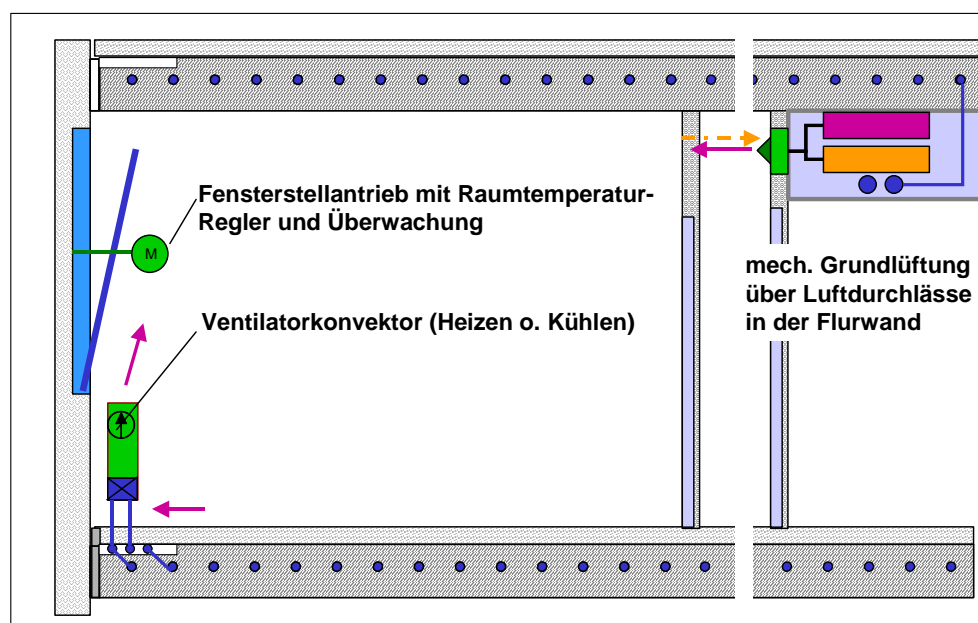 Fensterstellantrieb mit Raumtemperatur-
Regler und Überwachung
M
mech. Grundlüftung
über Luftdurchlässe
in der Flurwand
Ventilatorkonvektor (Heizen o. Kühlen)